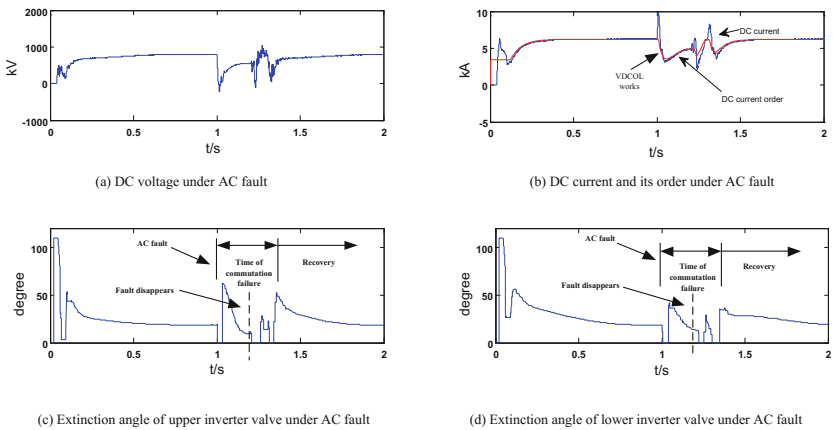 2000
1000
0
-1000
kV
0
0.5
1
1.5
2
t/s
(a) DC voltage under AC fault
10
5
0
-5
kA
DC current
VDCOL
works
DC current order
0
0.5
1
1.5
2
t/s
(b) DC current and its order under AC fault
100
50
0
degree
AC fault
Time of
commutation
failure
Recovery
Fault disappears
0
0.5
1
1.5
2
t/s
(c) Extinction angle of upper inverter valve under AC fault
100
50
0
degree
AC fault
Time of
commutation
failure
Recovery
Fault disappears
0
0.5
1
1.5
2
t/s
(d) Extinction angle of lower inverter valve under AC fault